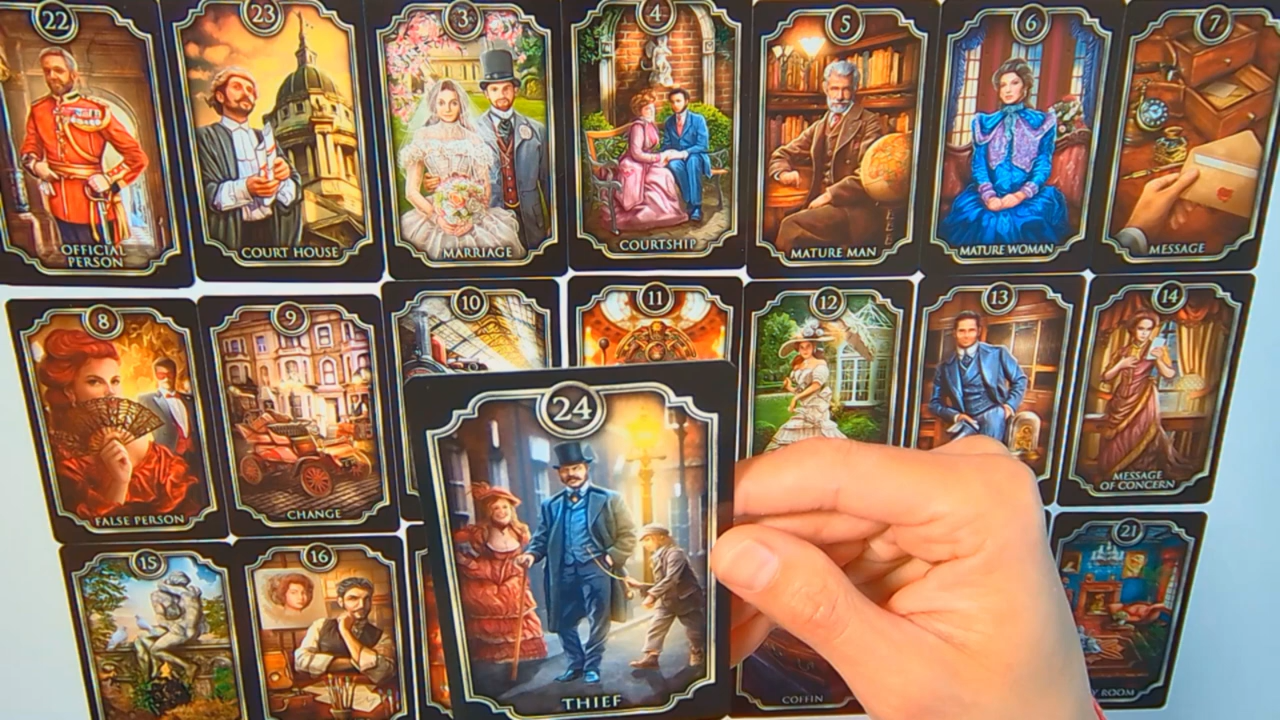 22
OFFICIAL
PERSON
23
COURT HOUSE
3
MARRIAGE
4
COURTSHIP
5
MATURE MAN
6
MATURE WOMAN
7
MESSAGE
8
FALSE PERSON
9
CHANGE
10
11
12
13
14
MESSAGE
OF CONCERN
15
16
24
THIEF
COFFIN
21
ROOM